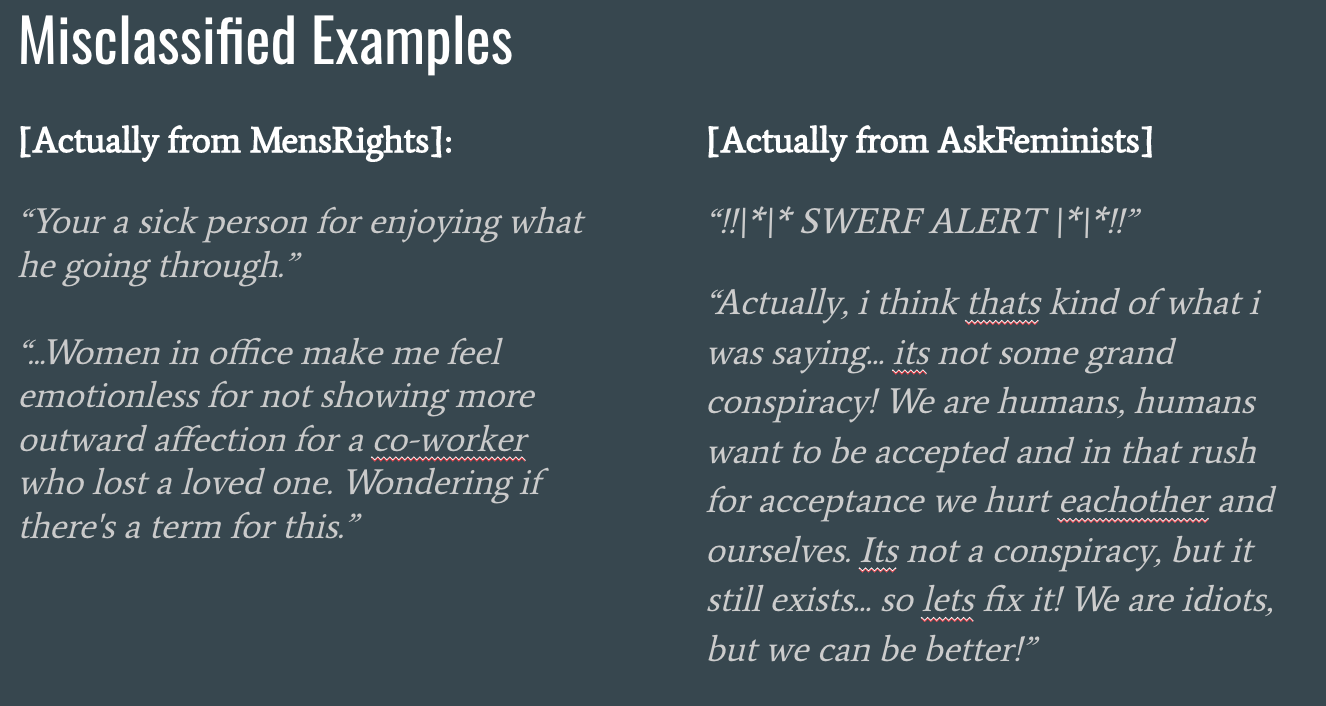 Misclassified Examples
[Actually from MensRights]:
“Your a sick person for enjoying what
he going through.”
“...Women in office make me feel
emotionless for not showing more
outward affection for a co-worker
who lost a loved one. Wondering if
there's a term for this.”
[Actually from AskFeminists]
“!!|*|* SWERF ALERT |*|*!!”
“Actually, i think thats kind of what i
was saying... its not some grand
conspiracy! We are humans, humans
want to be accepted and in that rush
for acceptance we hurt eachother and
ourselves. Its not a conspiracy, but it
still exists... so lets fix it! We are idiots,
but we can be better!”